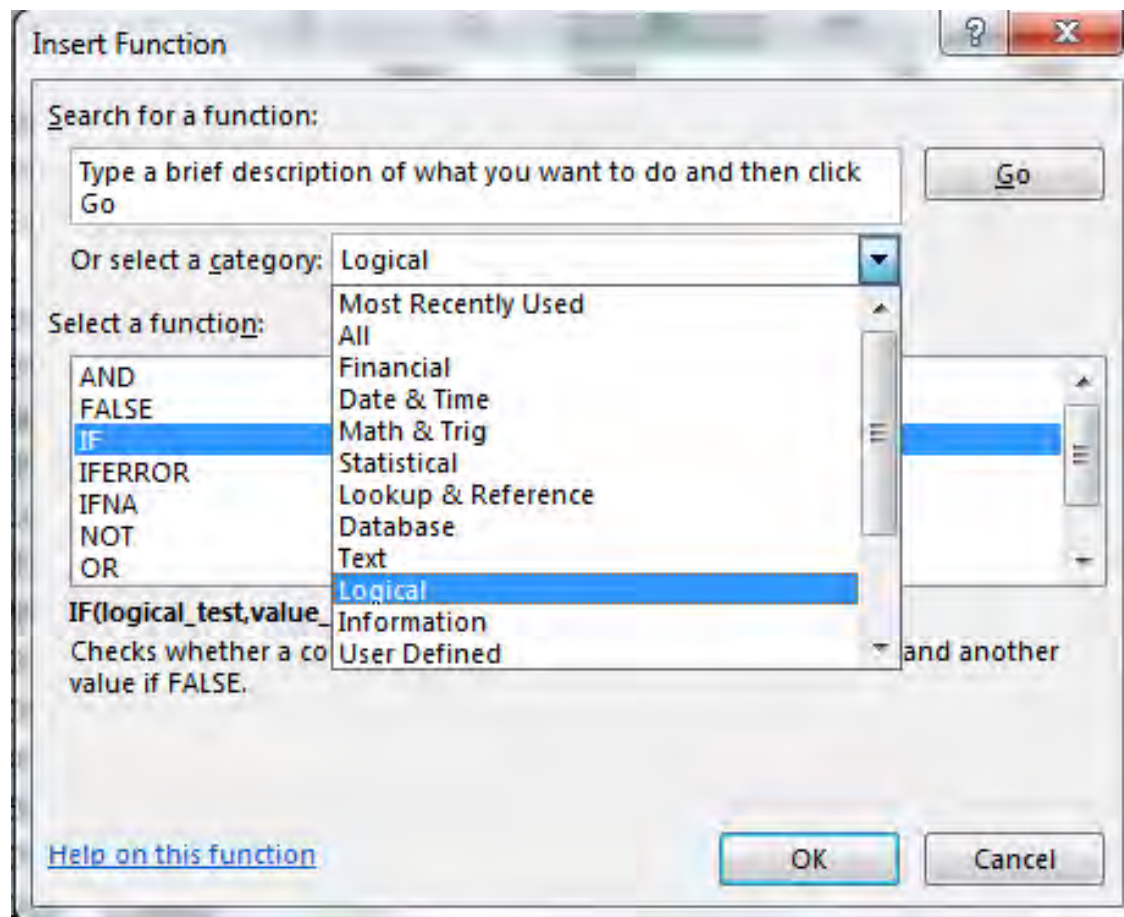 Insert Function
Search for a function:
Type a brief description of what you want to do and then click
Go
Go
Or select a category: Logical
Most Recently Used
All
Financial
Date & Time
Math & Trig
Statistical
Lookup & Reference
Database
Text
Logical
Information
User Defined
Select a function:
AND
FALSE
IF
IFERROR
IFNA
NOT
OR
IF(logical_test,value_
Checks whether a co and another
value if FALSE.
Help on this function
OK
Cancel